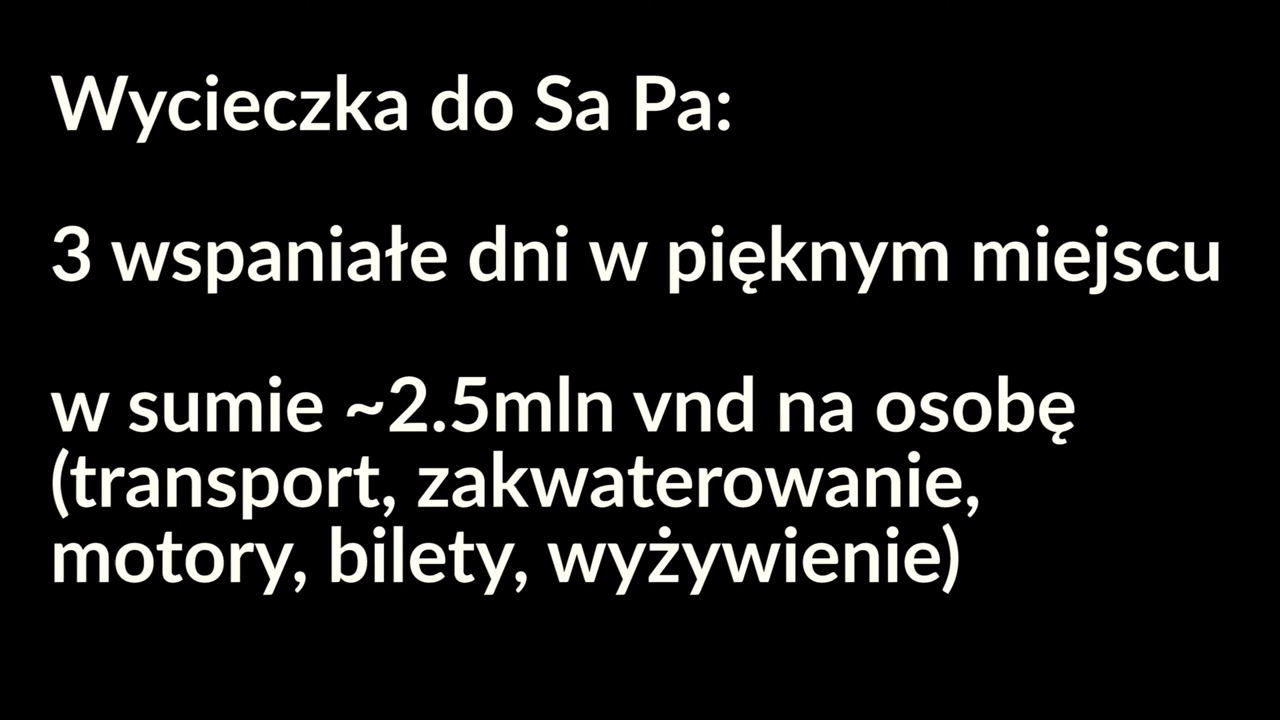 Wycieczka do Sa Pa:
3 wspaniałe dni w pięknym miejscu
w sumie ~2.5mln vnd na osobę
(transport, zakwaterowanie,
motory, bilety, wyżywienie)